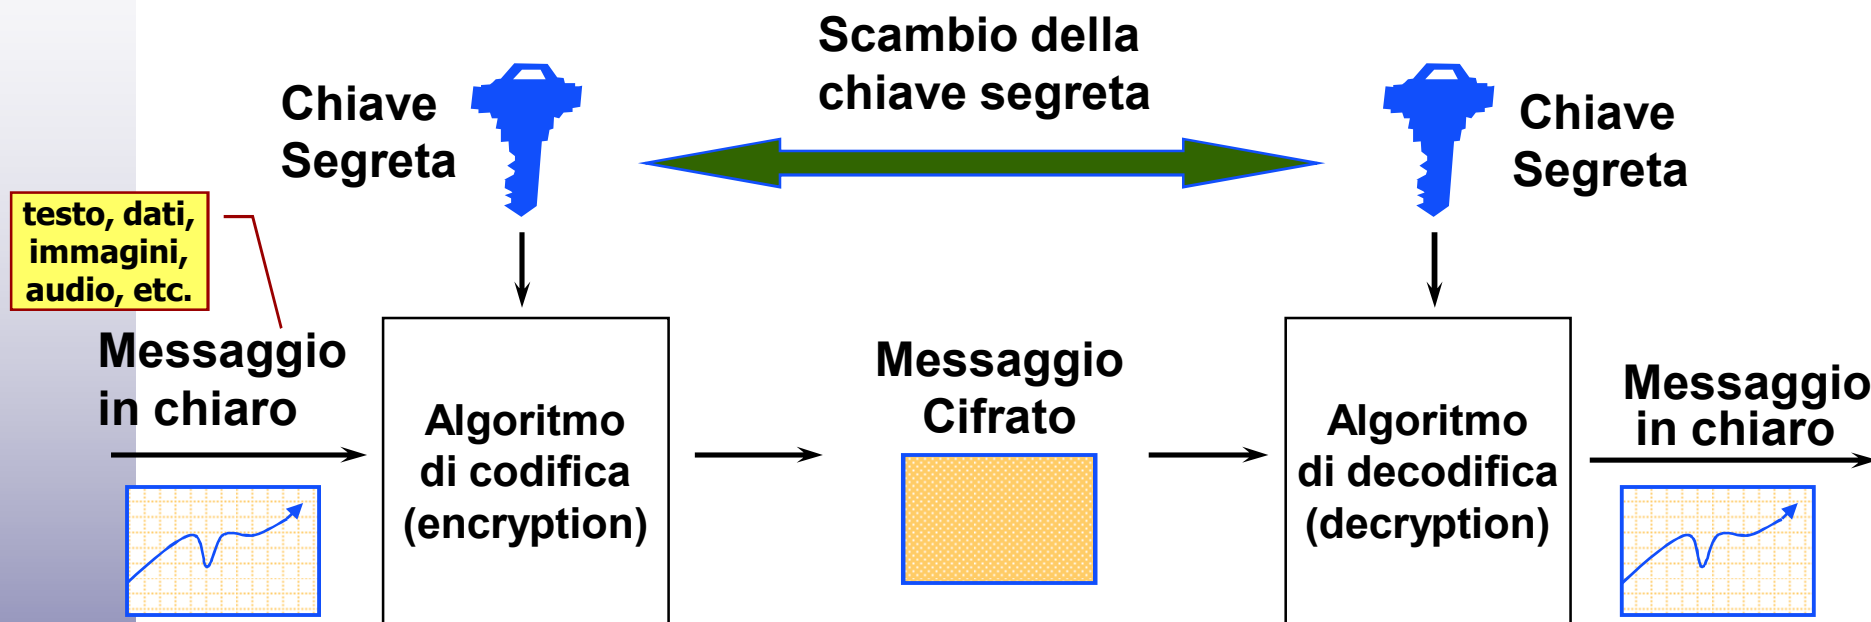 Scambio della
chiave segreta
Chiave
Segreta
Chiave
Segreta
testo, dati,
immagini,
audio, etc.
Messaggio
in chiaro
Algoritmo
di codifica
(encryption)
Messaggio
Cifrato
Algoritmo
di decodifica
(decryption)
Messaggio
in chiaro